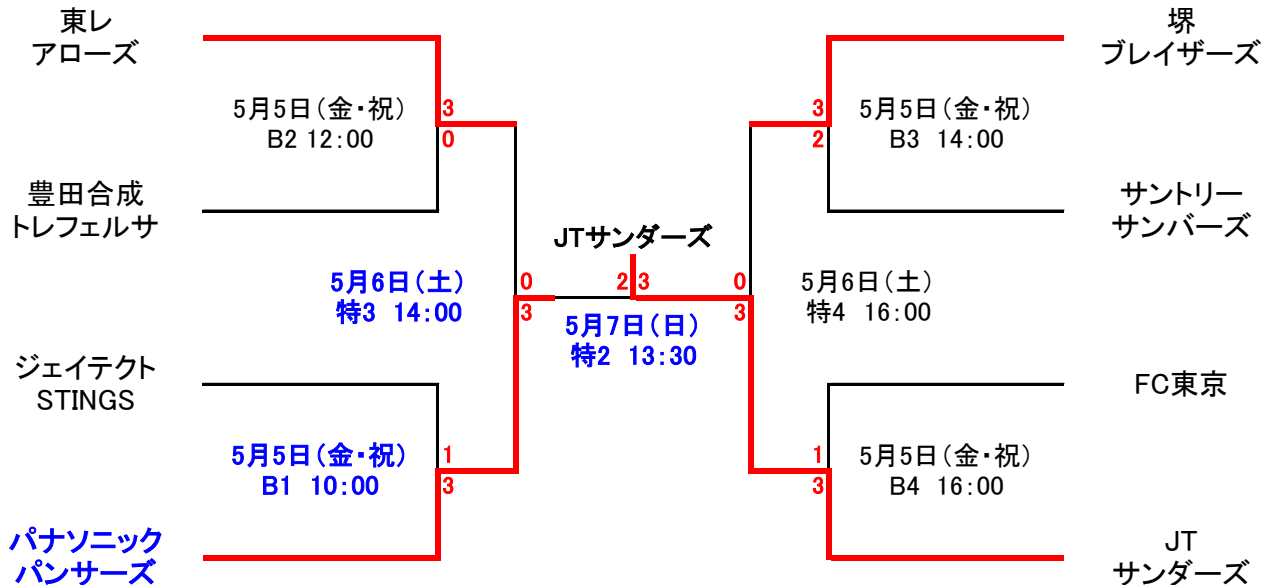 東レ
アローズ
5月5日(金・祝)
B2 12:00
3
0
豊田合成
トレフェルサ
5月6日(土)
特3 14:00
0
3
ジェイテクト
STINGS
5月5日(金・祝)
B1 10:00
1
3
パナソニック
パンサーズ
JTサンダーズ
2 3
5月7日(日)
特2 13:30
堺
ブレイザーズ
3
2
5月5日(金・祝)
B3 14:00
サントリー
サンバーズ
0
3
5月6日(土)
特4 16:00
FC東京
1
3
5月5日(金・祝)
B4 16:00
JT
サンダーズ